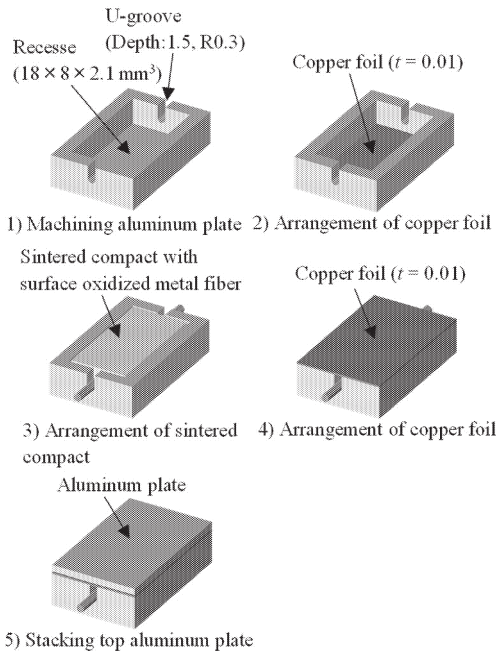 U-groove
(Depth:1.5, R0.3)
Recesse
(18 × 8 × 2.1 mm³)
Copper foil (t = 0.01)
1) Machining aluminum plate
2) Arrangement of copper foil
Sintered compact with
surface oxidized metal fiber
Copper foil (t = 0.01)
3) Arrangement of sintered
compact
4) Arrangement of copper foil
Aluminum plate
5) Stacking top aluminum plate